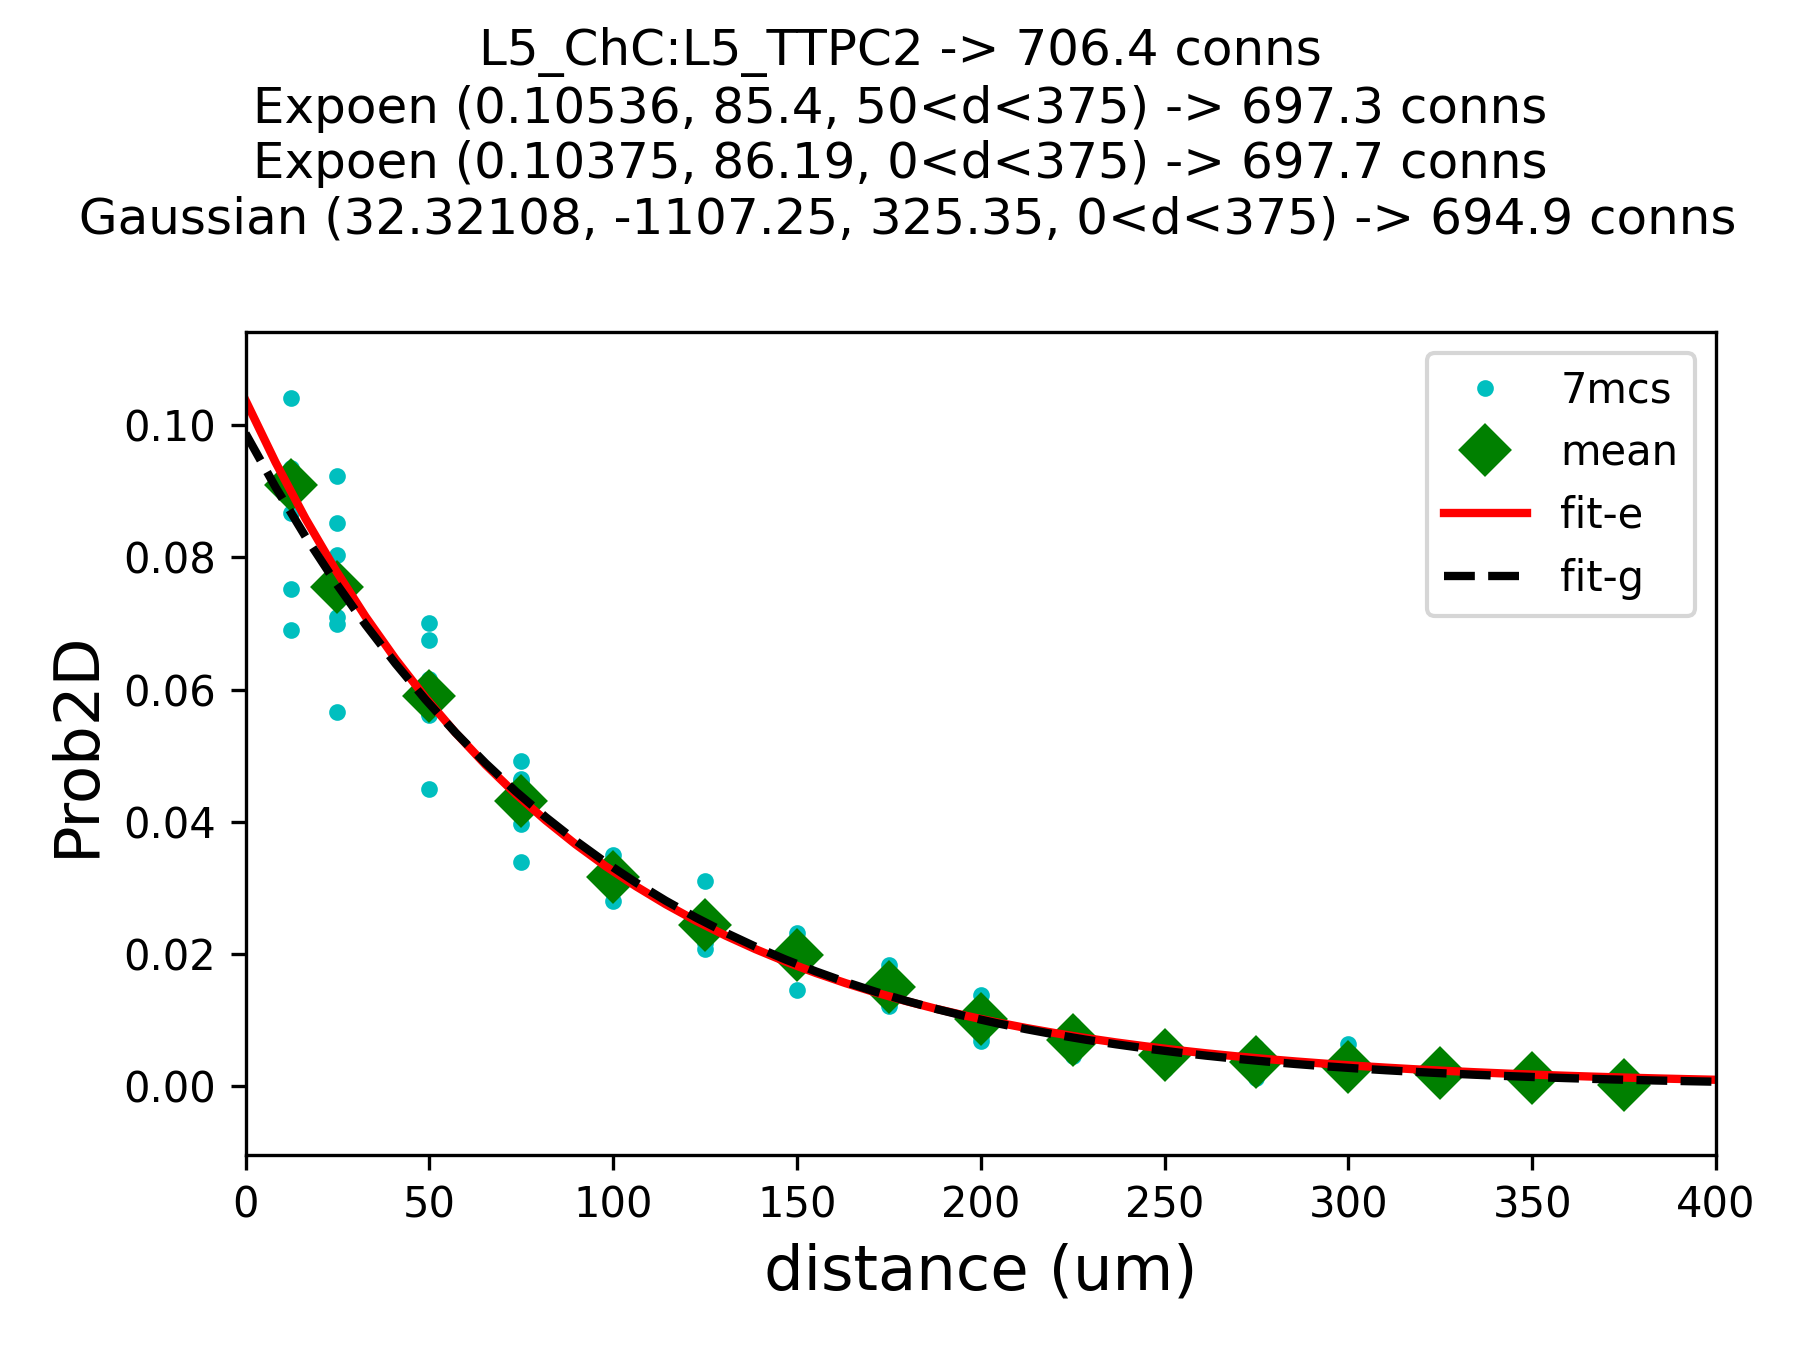 L5_ChC:L5_TTPC2 -> 706.4 conns
Expoen (0.10536, 85.4, 50<d<375) -> 697.3 conns
Expoen (0.10375, 86.19, 0<d<375) -> 697.7 conns
Gaussian (32.32108, -1107.25, 325.35, 0<d<375) -> 694.9 conns
7mcs
mean
fit-e
fit-g
Prob2D
0.10
0.08
0.06
0.04
0.02
0.00
0 50 100 150 200 250 300 350 400
distance (um)